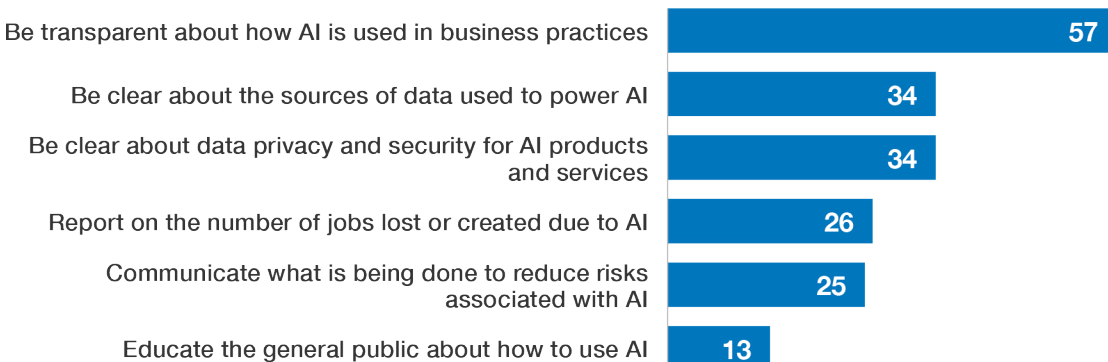 Be transparent about how AI is used in business practices 57
Be clear about the sources of data used to power AI 34
Be clear about data privacy and security for AI products
and services 34
Report on the number of jobs lost or created due to AI 26
Communicate what is being done to reduce risks
associated with AI 25
Educate the general public about how to use AI 13